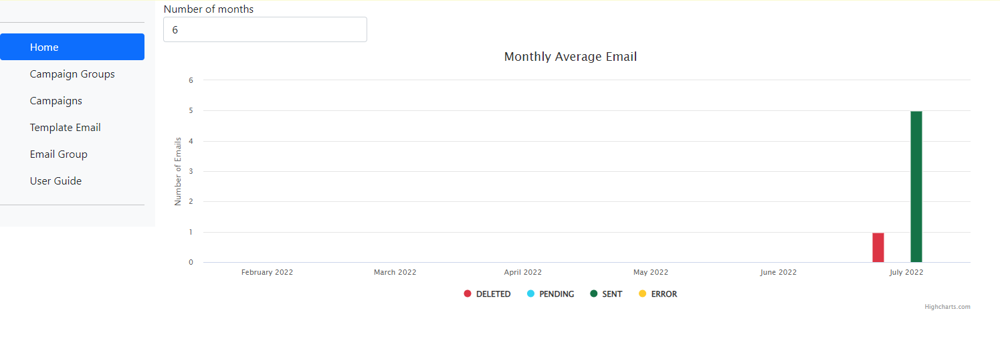 Number of months
6
Home
Campaign Groups
Campaigns
Template Email
Email Group
User Guide
Monthly Average Email
Number of Emails
6
5
4
3
2
1
0
February 2022 March 2022 April 2022 May 2022 June 2022 July 2022
DELETED PENDING SENT ERROR
Highcharts.com